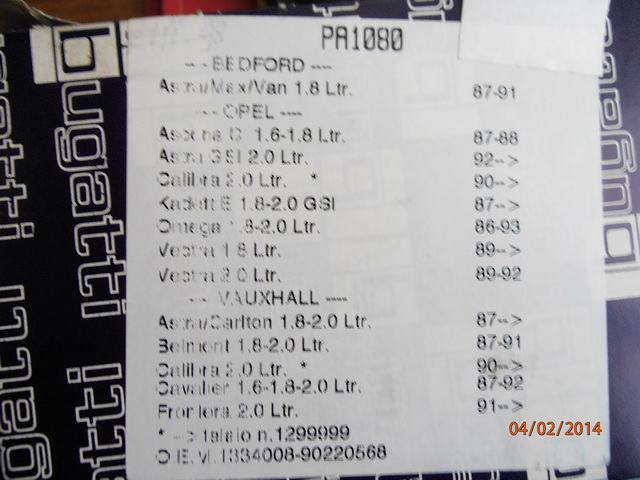 PA1080
--- BEDFORD ---
Astra/Max/Van 1.8 Ltr. 87-91
--- OPEL ---
Ascona C 1.6-1.8 Ltr. 87-88
Astra GSI 2.0 Ltr. 92-->
Calibra 2.0 Ltr. * 90-->
Kadett E 1.8-2.0 GSI 87-->
Omega 1.8-2.0 Ltr. 86-93
Vectra 1.8 Ltr. 89-->
Vectra 2.0 Ltr. 89-92
--- VAUXHALL ---
Astra/Carlton 1.8-2.0 Ltr. 87-->
Belmont 1.8-2.0 Ltr. 87-91
Calibra 2.0 Ltr. * 90-->
Cavalier 1.6-1.8-2.0 Ltr. 87-92
Frontera 2.0 Ltr. 91-->
* telaio n.1299999
O.E.M. 1334008-90220568
04/02/2014
bugatti
bugatti